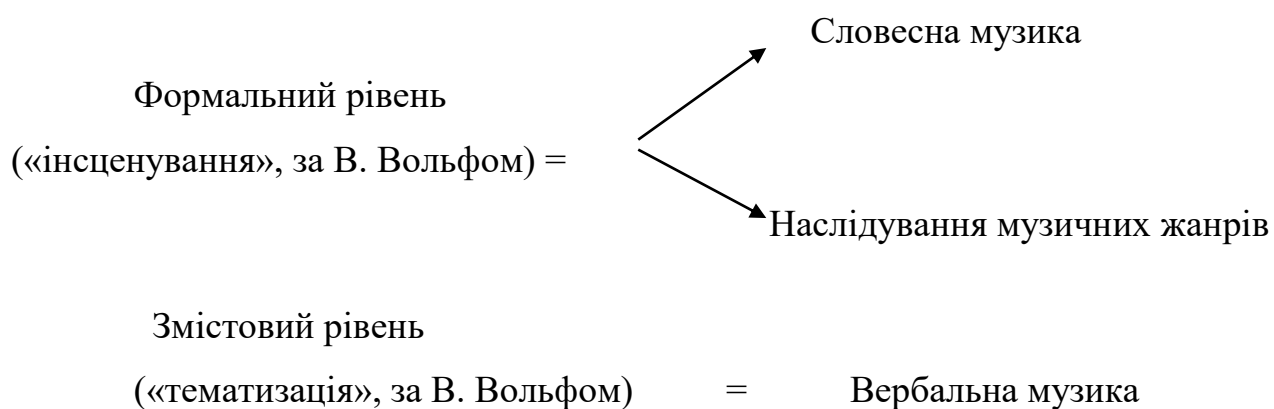 Словесна музика
Формальний рівень
(«інсценування», за В. Вольфом) =
Наслідування музичних жанрів
Змістовий рівень
(«тематизація», за В. Вольфом) = Вербальна музика